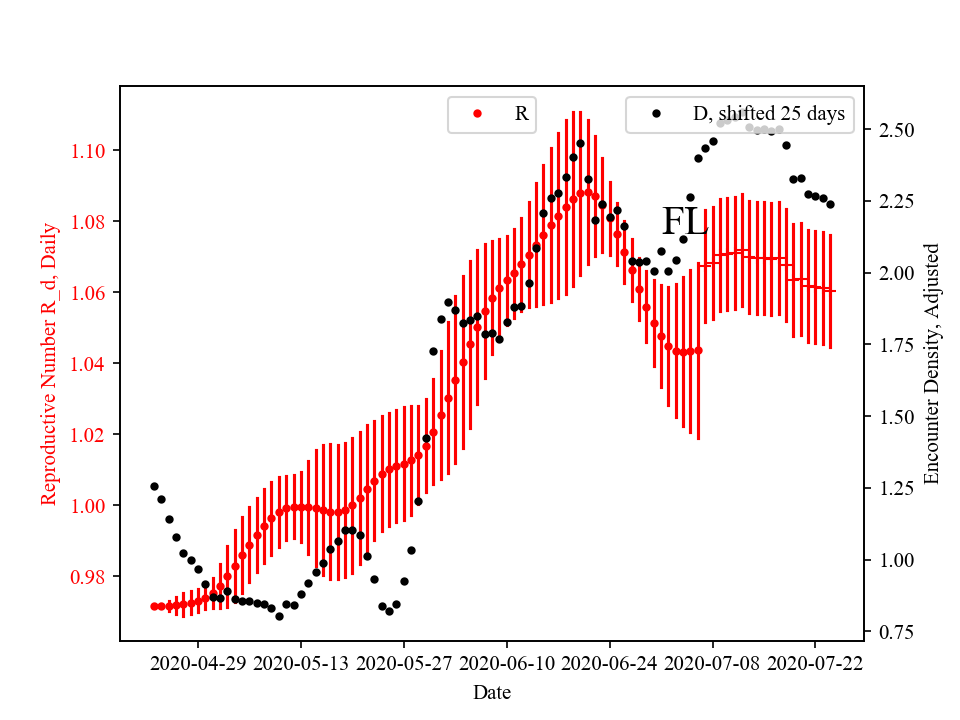 R
D, shifted 25 days
FL
Reproductive Number R_d, Daily
1.10
1.08
1.06
1.04
1.02
1.00
0.98
Encounter Density, Adjusted
2.50
2.25
2.00
1.75
1.50
1.25
1.00
0.75
2020-04-29 2020-05-13 2020-05-27 2020-06-10 2020-06-24 2020-07-08 2020-07-22
Date